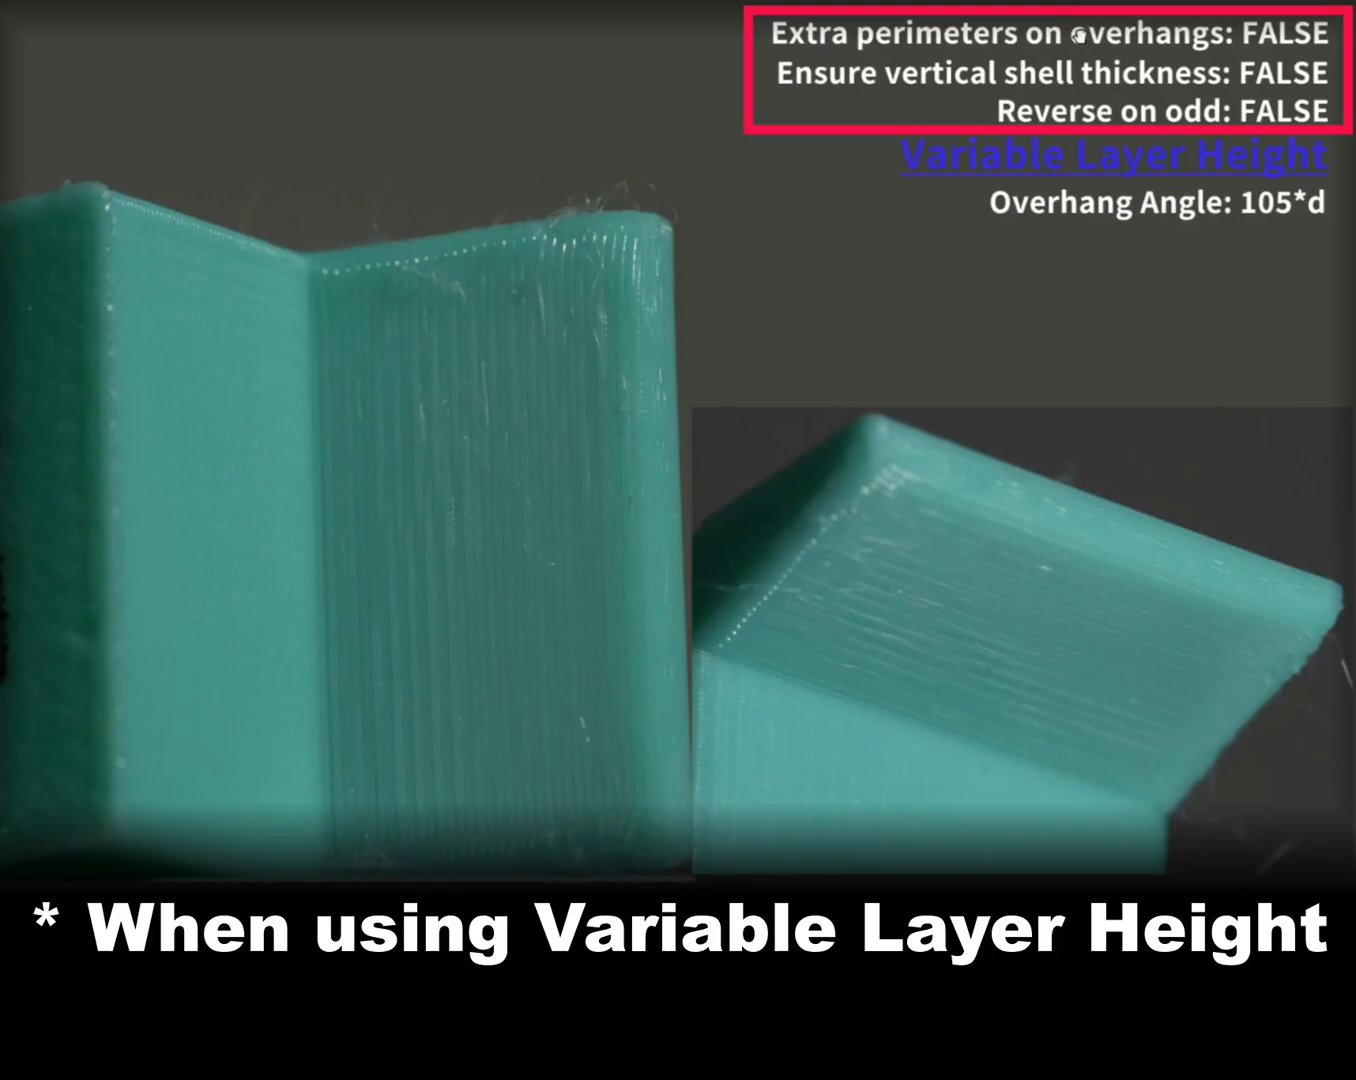 Extra perimeters on overhangs: FALSE
Ensure vertical shell thickness: FALSE
Reverse on odd: FALSE
Variable Layer Height
Overhang Angle: 105*d
* When using Variable Layer Height